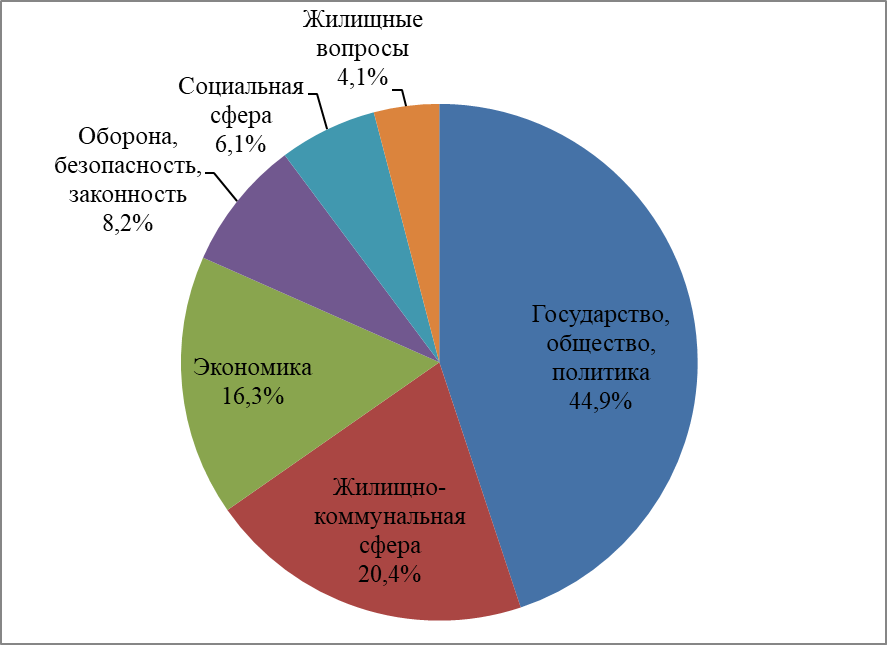 Жилищные
вопросы
4,1%
Социальная
сфера
6,1%
Оборона,
безопасность,
законность
8,2%
Государство,
общество,
политика
44,9%
Экономика
16,3%
Жилищно-
коммунальная
сфера
20,4%